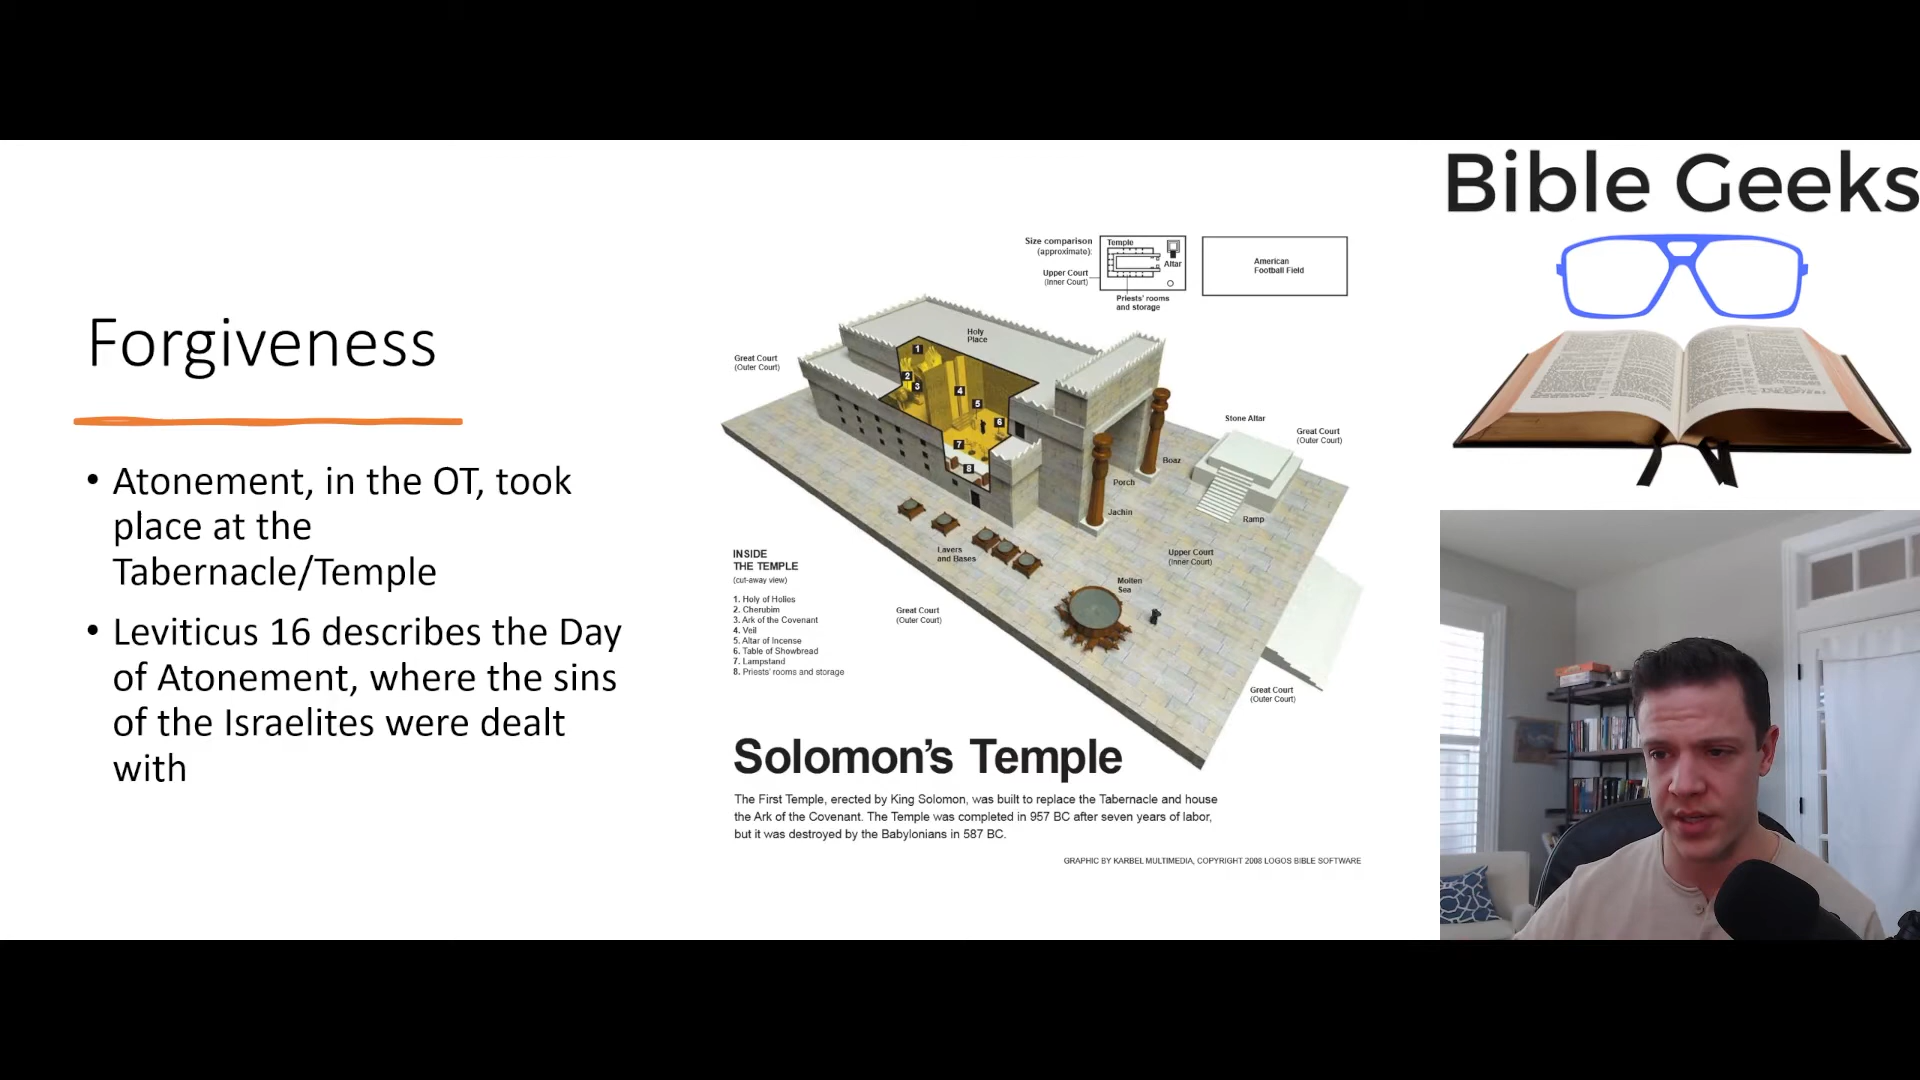 Forgiveness
• Atonement, in the OT, took
place at the
Tabernacle/Temple
• Leviticus 16 describes the Day
of Atonement, where the sins
of the Israelites were dealt
with
Size comparison
(approximate):
Temple
Altar
Upper Court
(Inner Court)
Priests' rooms
and storage
American
Football Field
Holy
Place
Great Court
(Outer Court)
1
2
3
4
5
6
7
8
Stone Altar
Great Court
(Outer Court)
Boaz
Porch
Jachin
Ramp
Lavers
and Bases
Upper Court
(Inner Court)
Molten
Sea
Great Court
(Outer Court)
Great Court
(Outer Court)
INSIDE
THE TEMPLE
(cut-away view)
1. Holy of Holies
2. Cherubim
3. Ark of the Covenant
4. Veil
5. Altar of Incense
6. Table of Showbread
7. Lampstand
8. Priests' rooms and storage
Solomon's Temple
The First Temple, erected by King Solomon, was built to replace the Tabernacle and house
the Ark of the Covenant. The Temple was completed in 957 BC after seven years of labor,
but it was destroyed by the Babylonians in 587 BC.
GRAPHIC BY KARBEL MULTIMEDIA, COPYRIGHT 2008 LOGOS BIBLE SOFTWARE
Bible Geeks